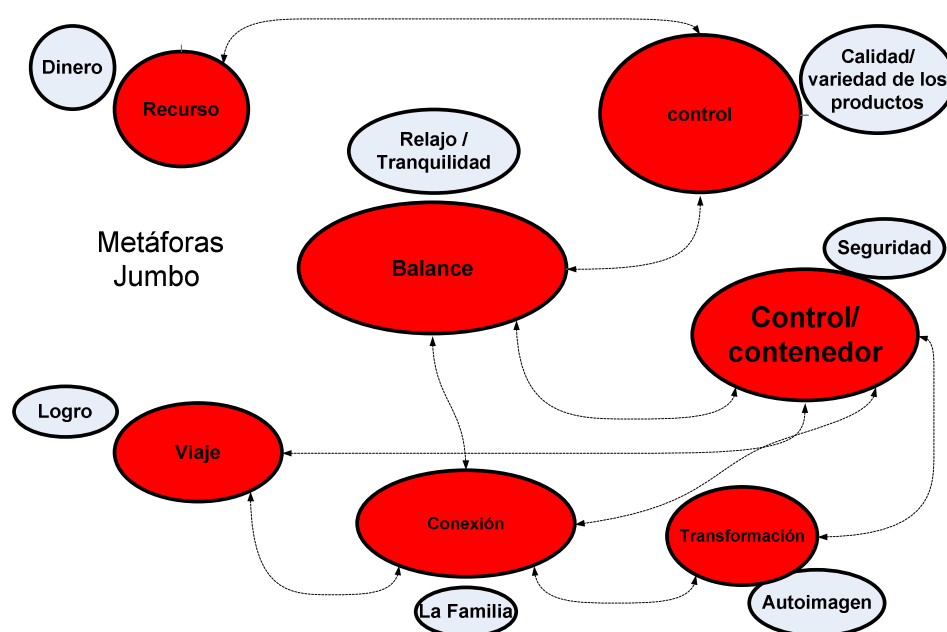 Dinero
Recurso
control
Calidad/
variedad de los
productos
Relajo /
Tranquilidad
Metáforas
Jumbo
Balance
Seguridad
Control/
contenedor
Logro
Viaje
Conexión
Transformación
La Familia
Autoimagen